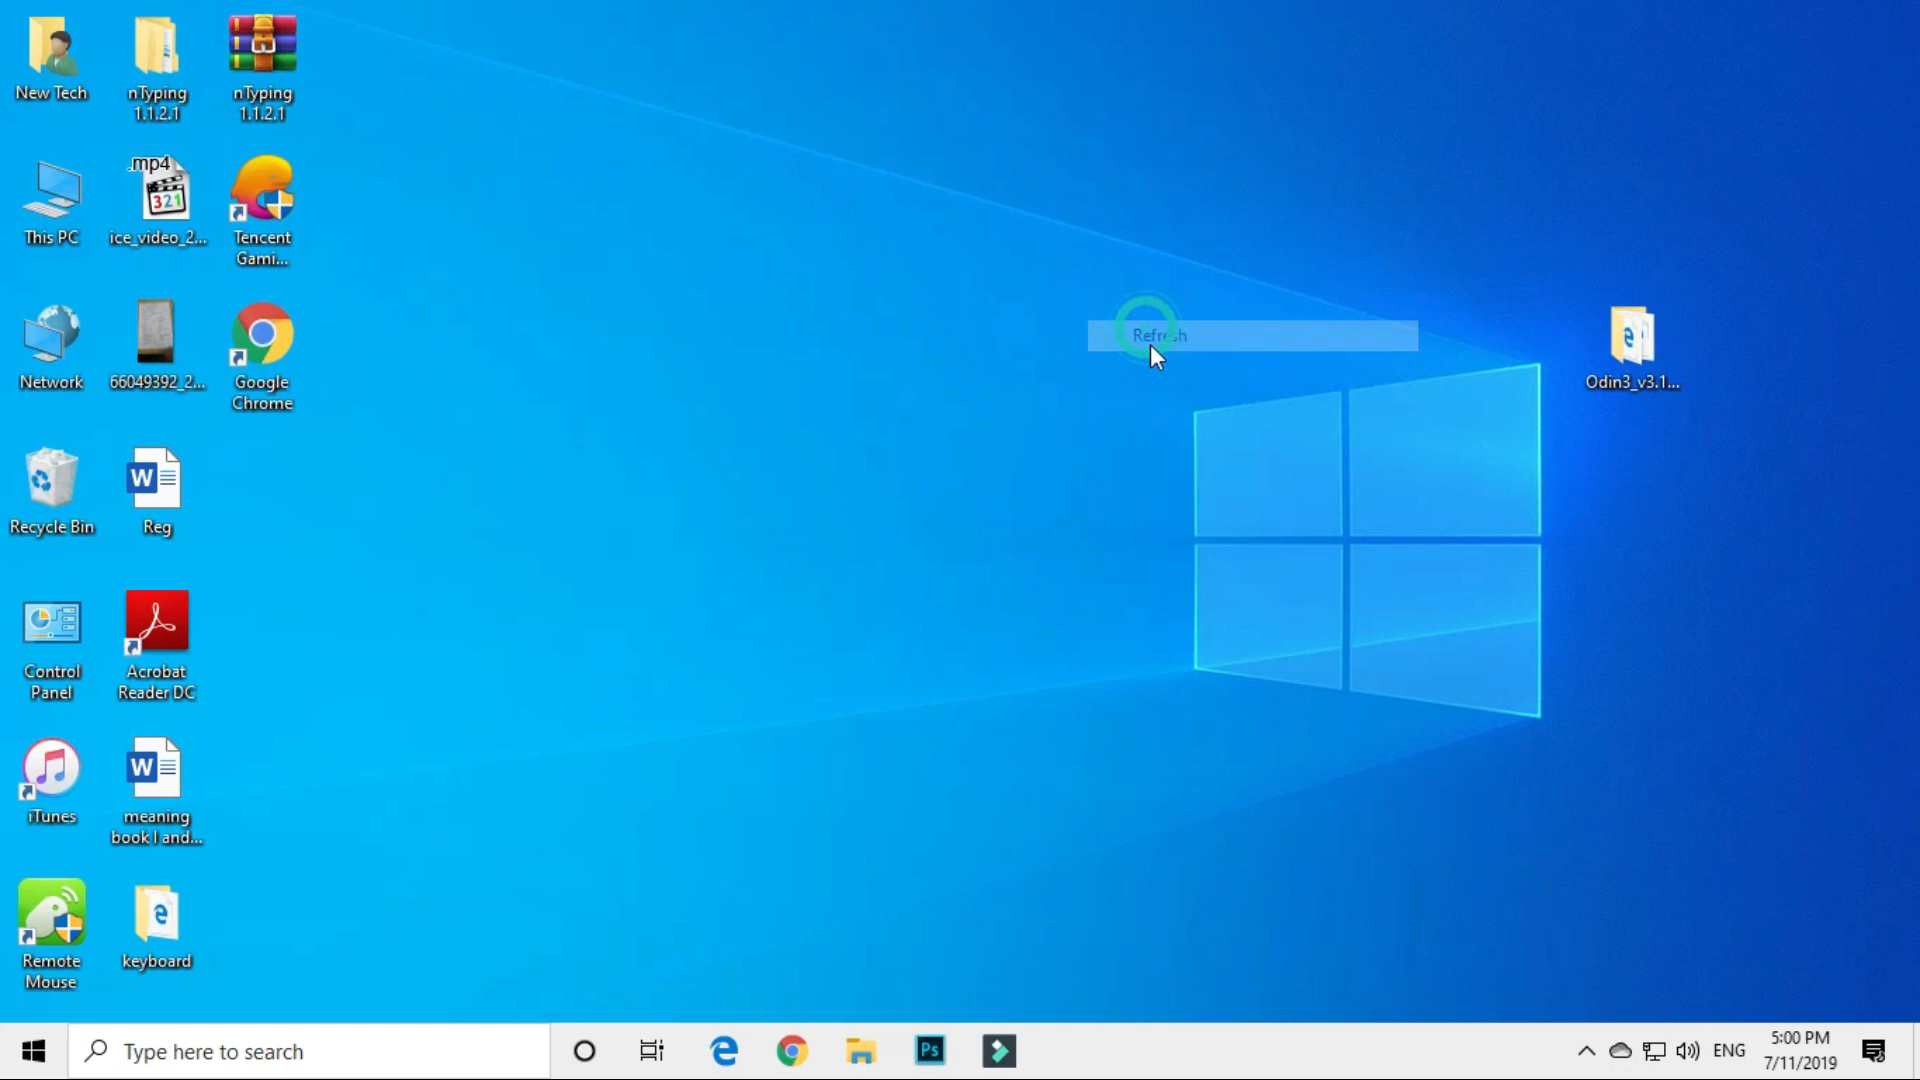 New Tech
nTyping
1.1.2.1
nTyping
1.1.2.1
This PC
.mp4
321
ice_video_2...
Tencent
Gami...
Network
66049392_2...
Google
Chrome
Refresh
Odin3_v3.1...
Recycle Bin
W
Reg
Control
Panel
Acrobat
Reader DC
iTunes
W
meaning
book I and...
Remote
Mouse
keyboard
Type here to search
Ps
ENG
5:00 PM
7/11/2019